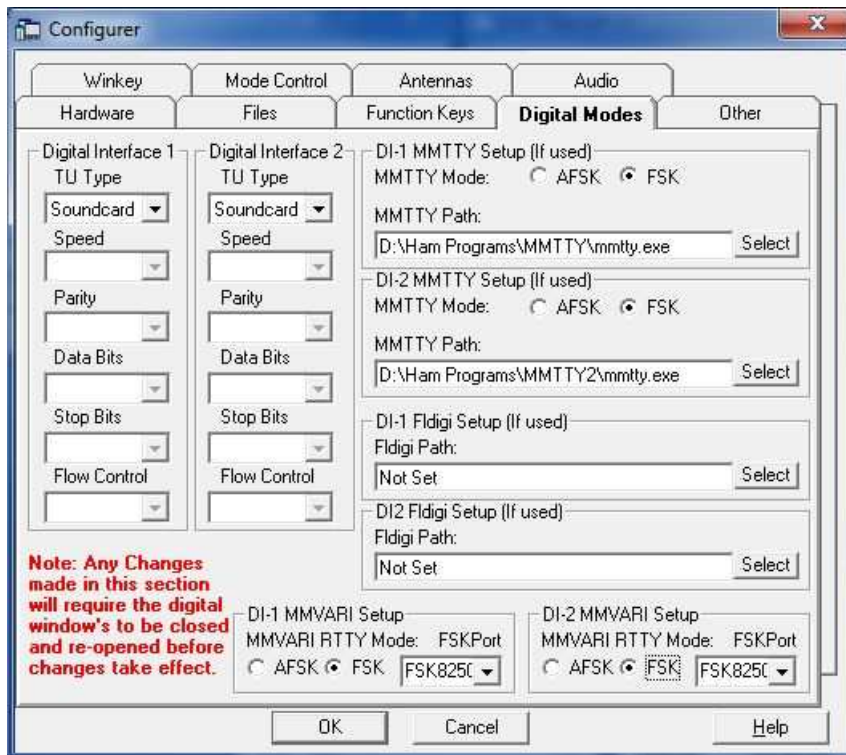 Configurer
Winkey Mode Control Antennas Audio
Hardware Files Function Keys Digital Modes Other
Digital Interface 1
TU Type
Soundcard
Speed
Parity
Data Bits
Stop Bits
Flow Control
Digital Interface 2
TU Type
Soundcard
Speed
Parity
Data Bits
Stop Bits
Flow Control
DI-1 MMTTY Setup (If used)
MMTTY Mode: AFSK FSK
MMTTY Path:
D:\Ham Programs\MMTTY\mmtty.exe Select
DI-2 MMTTY Setup (If used)
MMTTY Mode: AFSK FSK
MMTTY Path:
D:\Ham Programs\MMTTY2\mmtty.exe Select
DI-1 Fldigi Setup (If used)
Fldigi Path:
Not Set Select
DI2 Fldigi Setup (If used)
Fldigi Path:
Not Set Select
Note: Any Changes
made in this section
will require the digital
window's to be closed
and re-opened before
changes take effect.
DI-1 MMVARI Setup
MMVARI RTTY Mode: FSKPort
AFSK FSK FSK825(
DI-2 MMVARI Setup
MMVARI RTTY Mode: FSKPort
AFSK FSK FSK825(
OK Cancel Help